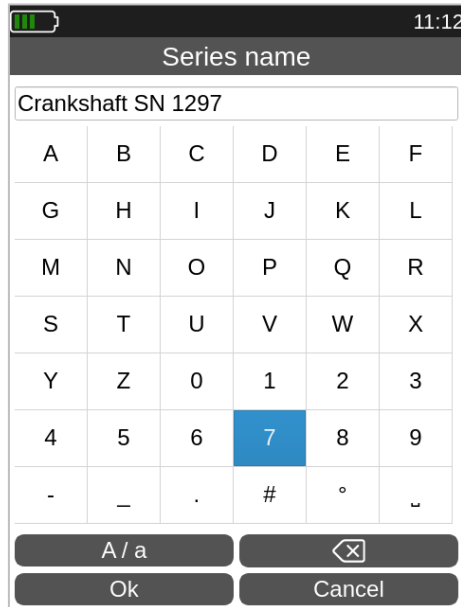 11:12
Series name
Crankshaft SN 1297
A B C D E F
G H I J K L
M N O P Q R
S T U V W X
Y Z 0 1 2 3
4 5 6 7 8 9
- _ . # ° ␣
A / a
Ok Cancel